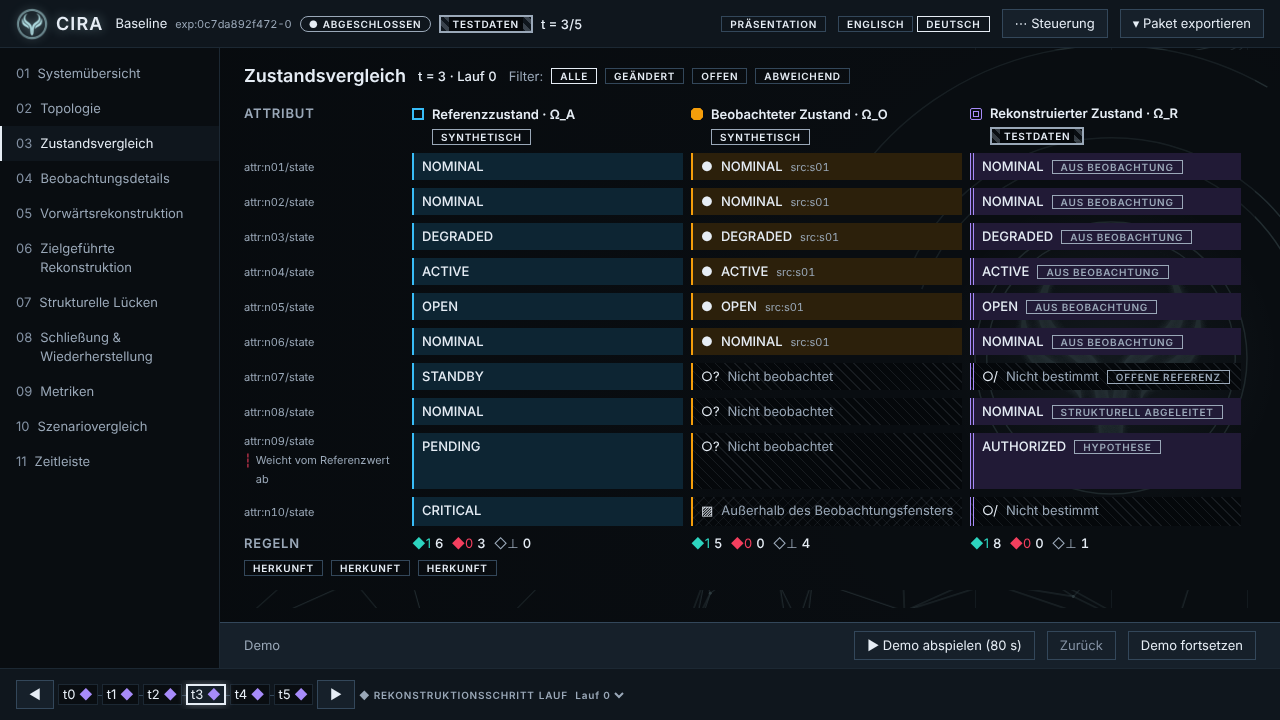 CIRA Baseline exp:0c7da892f472-0 ● ABGESCHLOSSEN TESTDATEN t = 3/5 PRÄSENTATION ENGLISCH DEUTSCH ⋯ Steuerung ▾ Paket exportieren
01 Systemübersicht
02 Topologie
03 Zustandsvergleich
04 Beobachtungsdetails
05 Vorwärtsrekonstruktion
06 Zielgeführte
Rekonstruktion
07 Strukturelle Lücken
08 Schließung &
Wiederherstellung
09 Metriken
10 Szenariovergleich
11 Zeitleiste
Zustandsvergleich t = 3 · Lauf 0 Filter: ALLE GEÄNDERT OFFEN ABWEICHEND
ATTRIBUT Referenzzustand · Ω_A Beobachteter Zustand · Ω_O Rekonstruierter Zustand · Ω_R
SYNTHETISCH SYNTHETISCH TESTDATEN
attr:n01/state NOMINAL ● NOMINAL src:s01 NOMINAL AUS BEOBACHTUNG
attr:n02/state NOMINAL ● NOMINAL src:s01 NOMINAL AUS BEOBACHTUNG
attr:n03/state DEGRADED ● DEGRADED src:s01 DEGRADED AUS BEOBACHTUNG
attr:n04/state ACTIVE ● ACTIVE src:s01 ACTIVE AUS BEOBACHTUNG
attr:n05/state OPEN ● OPEN src:s01 OPEN AUS BEOBACHTUNG
attr:n06/state NOMINAL ● NOMINAL src:s01 NOMINAL AUS BEOBACHTUNG
attr:n07/state STANDBY ○? Nicht beobachtet ○/ Nicht bestimmt OFFENE REFERENZ
attr:n08/state NOMINAL ○? Nicht beobachtet NOMINAL STRUKTURELL ABGELEITET
attr:n09/state PENDING ○? Nicht beobachtet AUTHORIZED HYPOTHESE
┆ Weicht vom Referenzwert
ab
attr:n10/state CRITICAL ▨ Außerhalb des Beobachtungsfensters ○/ Nicht bestimmt
REGELN ◆1 6 ◆0 3 ◇⊥ 0 ◆1 5 ◆0 0 ◇⊥ 4 ◆1 8 ◆0 0 ◇⊥ 1
HERKUNFT HERKUNFT HERKUNFT
Demo ▶ Demo abspielen (80 s) Zurück Demo fortsetzen
◀ t0 ◆ t1 ◆ t2 ◆ t3 ◆ t4 ◆ t5 ◆ ▶ ◆ REKONSTRUKTIONSSCHRITT LAUF Lauf 0